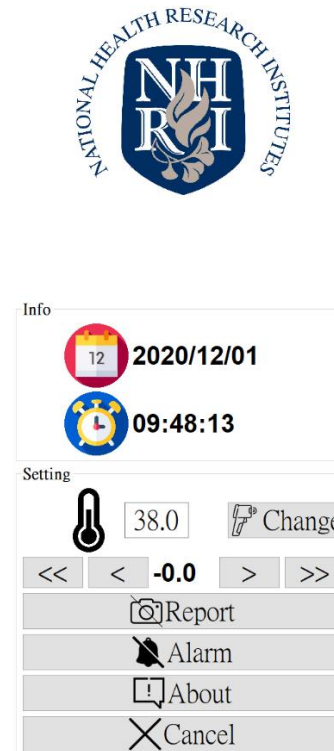 NATIONAL HEALTH RESEARCH INSTITUTES
NH
RI
Info
12
2020/12/01
09:48:13
Setting
38.0
Change
<< < -0.0 > >>
Report
Alarm
! About
Cancel